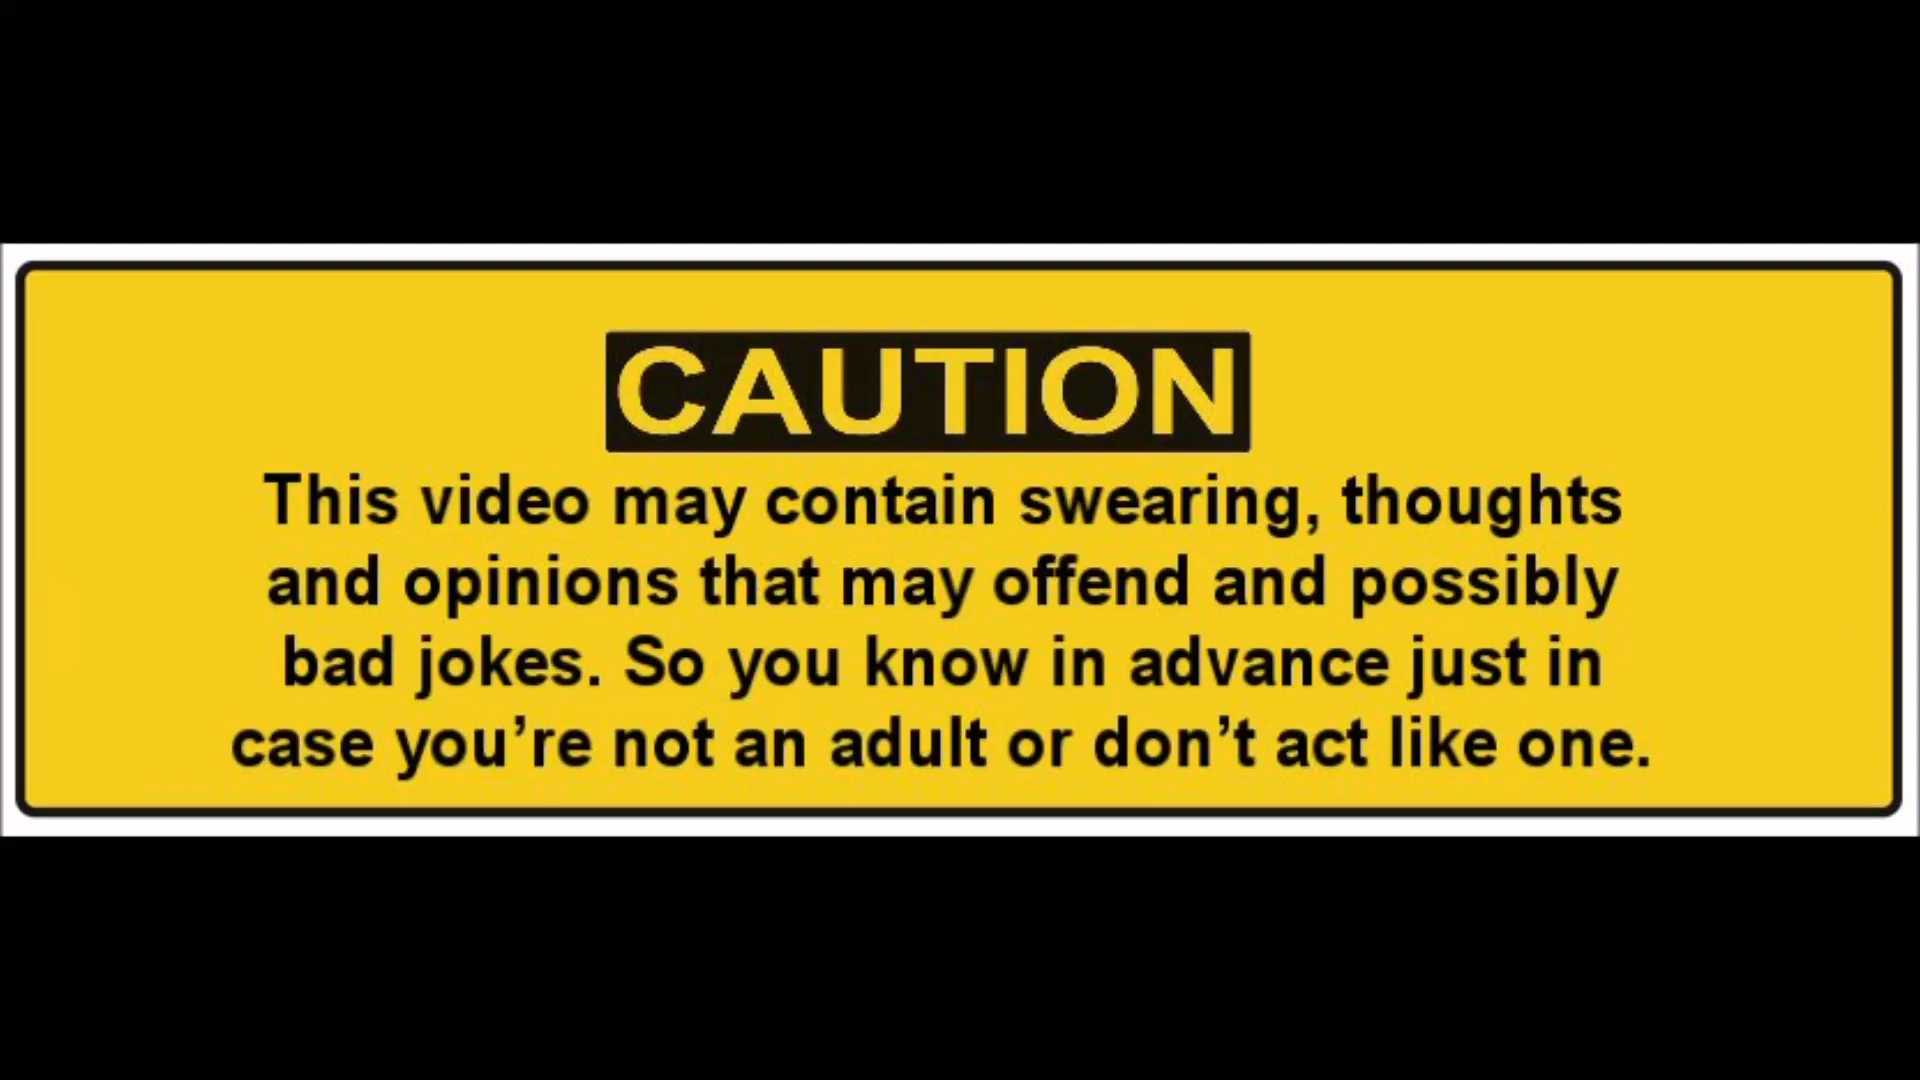 CAUTION
This video may contain swearing, thoughts
and opinions that may offend and possibly
bad jokes. So you know in advance just in
case you’re not an adult or don’t act like one.